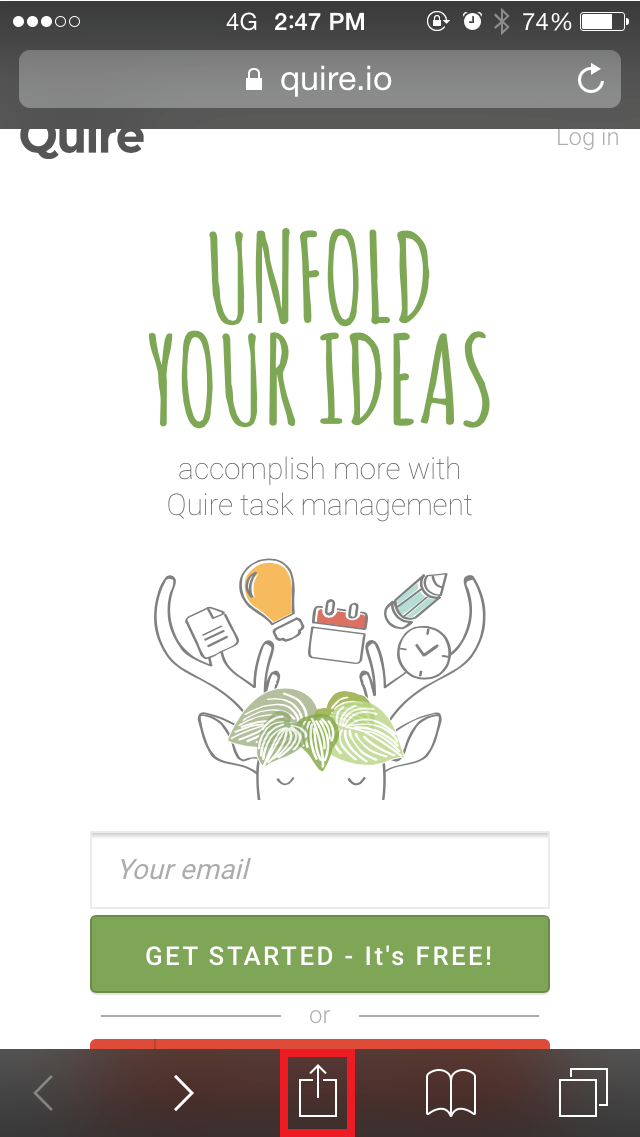 4G 2:47 PM 74%
quire.io
Quire Log in
UNFOLD
YOUR IDEAS
accomplish more with
Quire task management
Your email
GET STARTED - It's FREE!
or